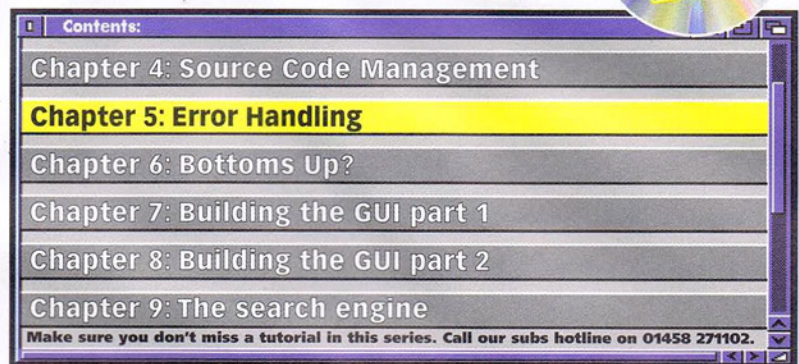 Contents:
Chapter 4: Source Code Management
Chapter 5: Error Handling
Chapter 6: Bottoms Up?
Chapter 7: Building the GUI part 1
Chapter 8: Building the GUI part 2
Chapter 9: The search engine
Make sure you don't miss a tutorial in this series. Call our subs hotline on 01458 271102.